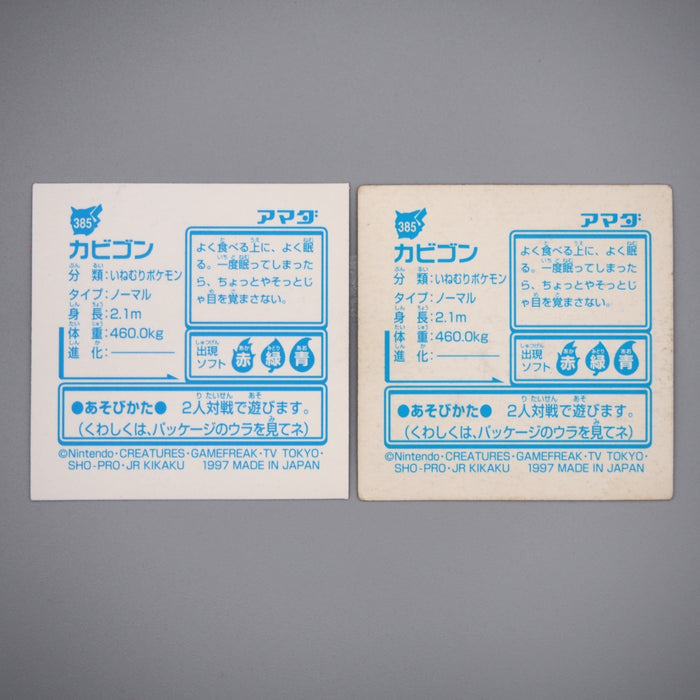 385
アマダ
カビゴン
分類：いねむりポケモン
タイプ：ノーマル
身長：2.1m
体重：460.0kg
進化：―――
よく食べる上に、よく眠
る。一度眠ってしまった
ら、ちょっとやそっとじ
ゃ目を覚まさない。
出現
ソフト
赤 緑 青
●あそびかた● 2人対戦で遊びます。
（くわしくは、パッケージのウラを見てネ）
©Nintendo・CREATURES・GAMEFREAK・TV TOKYO・
SHO-PRO・JR KIKAKU 1997 MADE IN JAPAN
385
アマダ
カビゴン
分類：いねむりポケモン
タイプ：ノーマル
身長：2.1m
体重：460.0kg
進化：―――
よく食べる上に、よく眠
る。一度眠ってしまった
ら、ちょっとやそっとじ
ゃ目を覚まさない。
出現
ソフト
赤 緑 青
●あそびかた● 2人対戦で遊びます。
（くわしくは、パッケージのウラを見てネ）
©Nintendo・CREATURES・GAMEFREAK・TV TOKYO・
SHO-PRO・JR KIKAKU 1997 MADE IN JAPAN